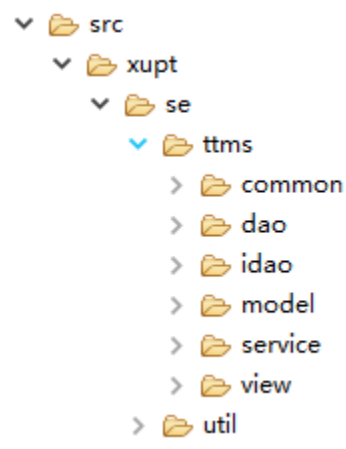 src
xupt
se
ttms
common
dao
idao
model
service
view
util